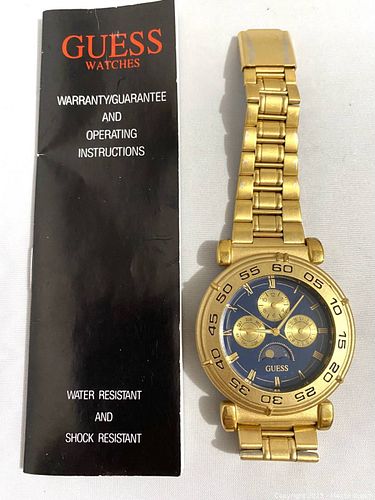 GUESS
WATCHES
WARRANTY/GUARANTEE
AND
OPERATING
INSTRUCTIONS
WATER RESISTANT
AND
SHOCK RESISTANT
60
05
10
15
20
25
30
35
40
45
50
55
GUESS